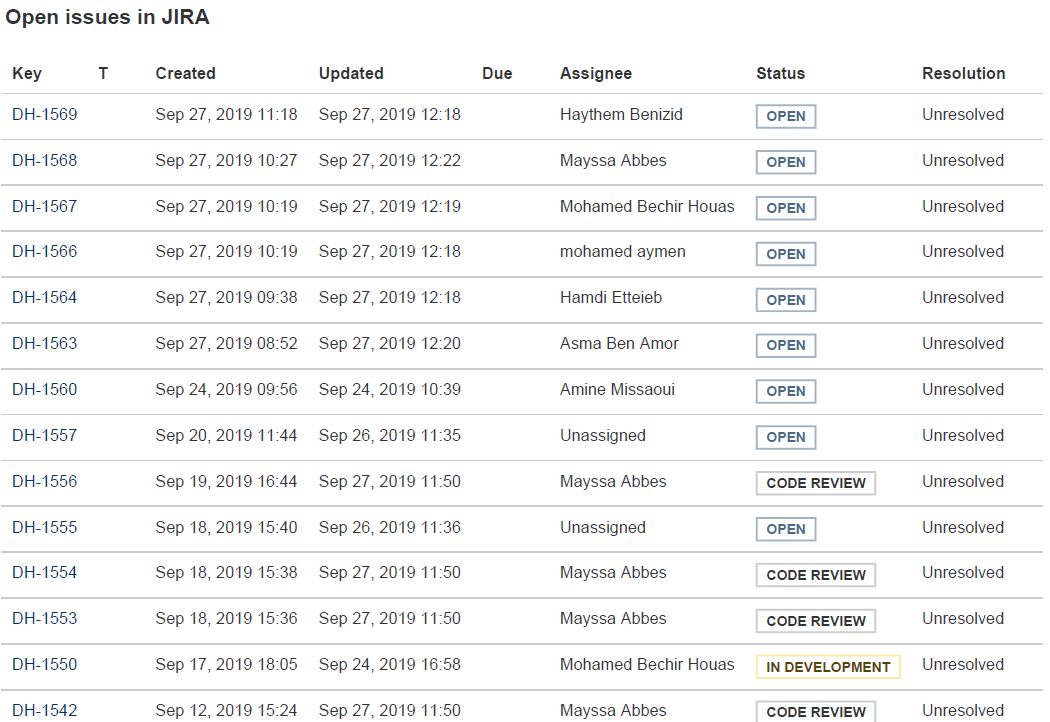 Open issues in JIRA
Key T Created Updated Due Assignee Status Resolution
DH-1569 Sep 27, 2019 11:18 Sep 27, 2019 12:18 Haythem Benizid OPEN Unresolved
DH-1568 Sep 27, 2019 10:27 Sep 27, 2019 12:22 Mayssa Abbes OPEN Unresolved
DH-1567 Sep 27, 2019 10:19 Sep 27, 2019 12:19 Mohamed Bechir Houas OPEN Unresolved
DH-1566 Sep 27, 2019 10:19 Sep 27, 2019 12:18 mohamed aymen OPEN Unresolved
DH-1564 Sep 27, 2019 09:38 Sep 27, 2019 12:18 Hamdi Etteieb OPEN Unresolved
DH-1563 Sep 27, 2019 08:52 Sep 27, 2019 12:20 Asma Ben Amor OPEN Unresolved
DH-1560 Sep 24, 2019 09:56 Sep 24, 2019 10:39 Amine Missaoui OPEN Unresolved
DH-1557 Sep 20, 2019 11:44 Sep 26, 2019 11:35 Unassigned OPEN Unresolved
DH-1556 Sep 19, 2019 16:44 Sep 27, 2019 11:50 Mayssa Abbes CODE REVIEW Unresolved
DH-1555 Sep 18, 2019 15:40 Sep 26, 2019 11:36 Unassigned OPEN Unresolved
DH-1554 Sep 18, 2019 15:38 Sep 27, 2019 11:50 Mayssa Abbes CODE REVIEW Unresolved
DH-1553 Sep 18, 2019 15:36 Sep 27, 2019 11:50 Mayssa Abbes CODE REVIEW Unresolved
DH-1550 Sep 17, 2019 18:05 Sep 24, 2019 16:58 Mohamed Bechir Houas IN DEVELOPMENT Unresolved
DH-1542 Sep 12, 2019 15:24 Sep 27, 2019 11:50 Mayssa Abbes CODE REVIEW Unresolved